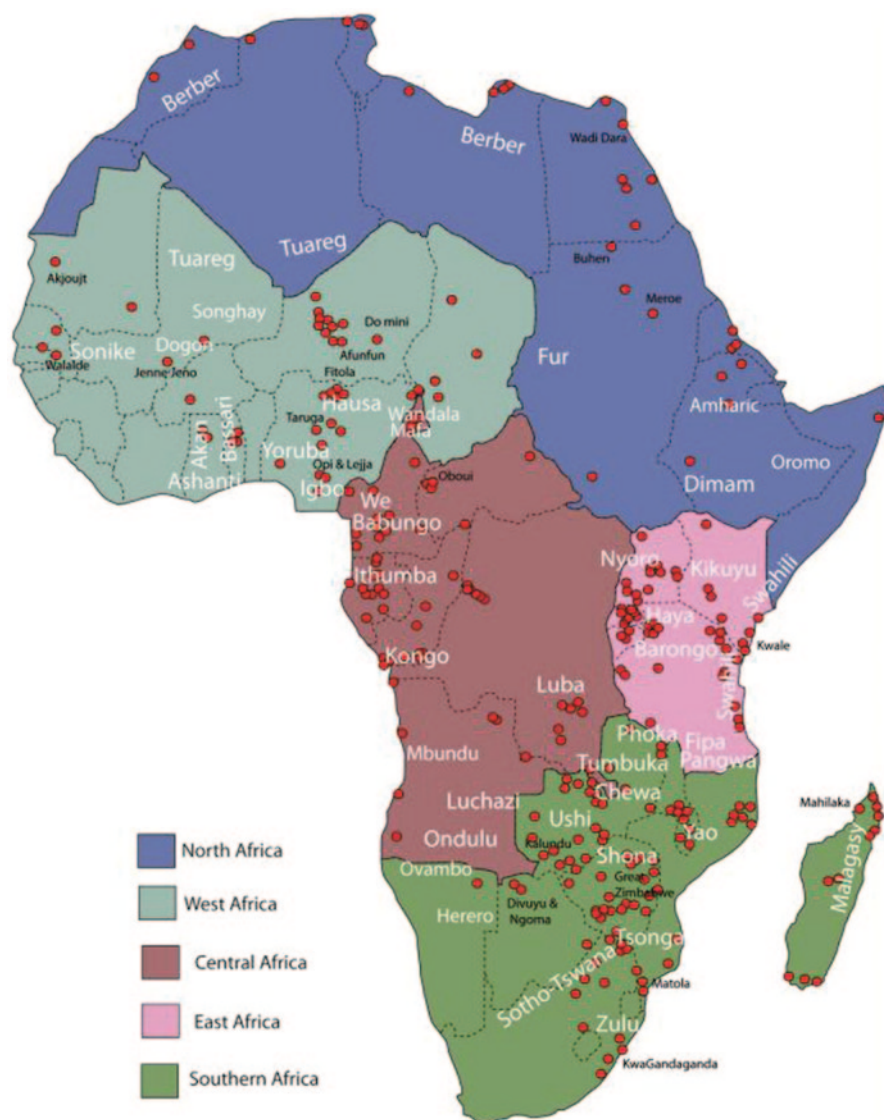 Berber
Berber
Wadi Dara
Tuareg
Tuareg
Buhen
Akjoujt
Meroe
Songhay
Do mini
Sonike
Dogon
Fur
Walalde
Jenne Jeno
Afunfun
Fitola
Hausa
Amharic
Wandala
Mafa
Taruga
Akan
Bassari
Yoruba
Oromo
Opi & Lejja
Oboui
Ashanti
Igbo
Dimam
We
Babungo
Nyoro
Kikuyu
Swahili
Ithumba
Haya
Kwale
Barongo
Kongo
Swahili
Luba
Phoka
Fipa
Pangwa
Mbundu
Tumbuka
Luchazi
Chewa
Mahilaka
Ushi
Yao
Ondulu
Kalundu
Shona
Malagasy
Ovambo
Great
Zimbabwe
Herero
Divuyu &
Ngoma
Tsonga
Sotho-Tswana
Matola
Zulu
KwaGandaganda
North Africa
West Africa
Central Africa
East Africa
Southern Africa